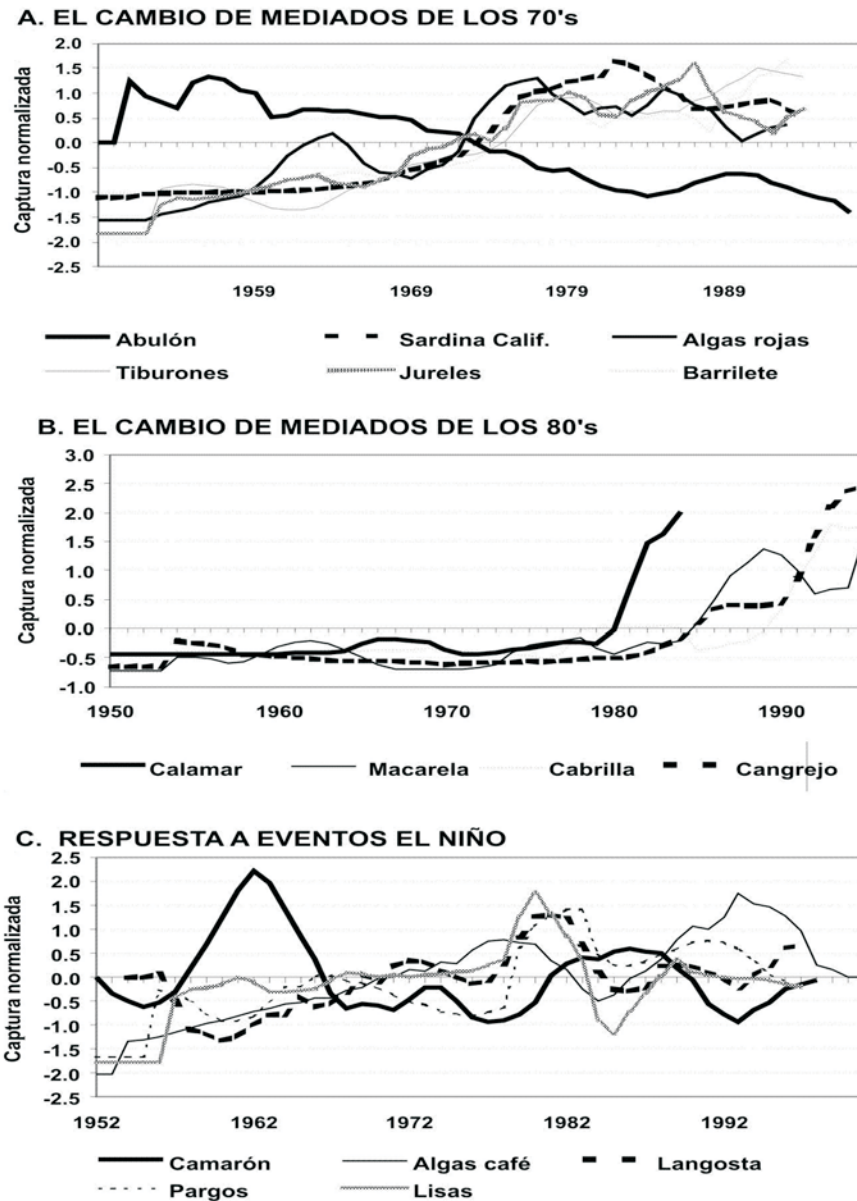 A. EL CAMBIO DE MEDIADOS DE LOS 70's
Captura normalizada
2.0
1.5
1.0
0.5
0.0
-0.5
-1.0
-1.5
-2.0
-2.5
1959 1969 1979 1989
Abulón Sardina Calif. Algas rojas
Tiburones Jureles Barrilete
B. EL CAMBIO DE MEDIADOS DE LOS 80's
Captura normalizada
3.0
2.5
2.0
1.5
1.0
0.5
0.0
-0.5
-1.0
1950 1960 1970 1980 1990
Calamar Macarela Cabrilla Cangrejo
C. RESPUESTA A EVENTOS EL NIÑO
Captura normalizada
2.5
2.0
1.5
1.0
0.5
0.0
-0.5
-1.0
-1.5
-2.0
-2.5
1952 1962 1972 1982 1992
Camarón Algas café Langosta
Pargos Lisas